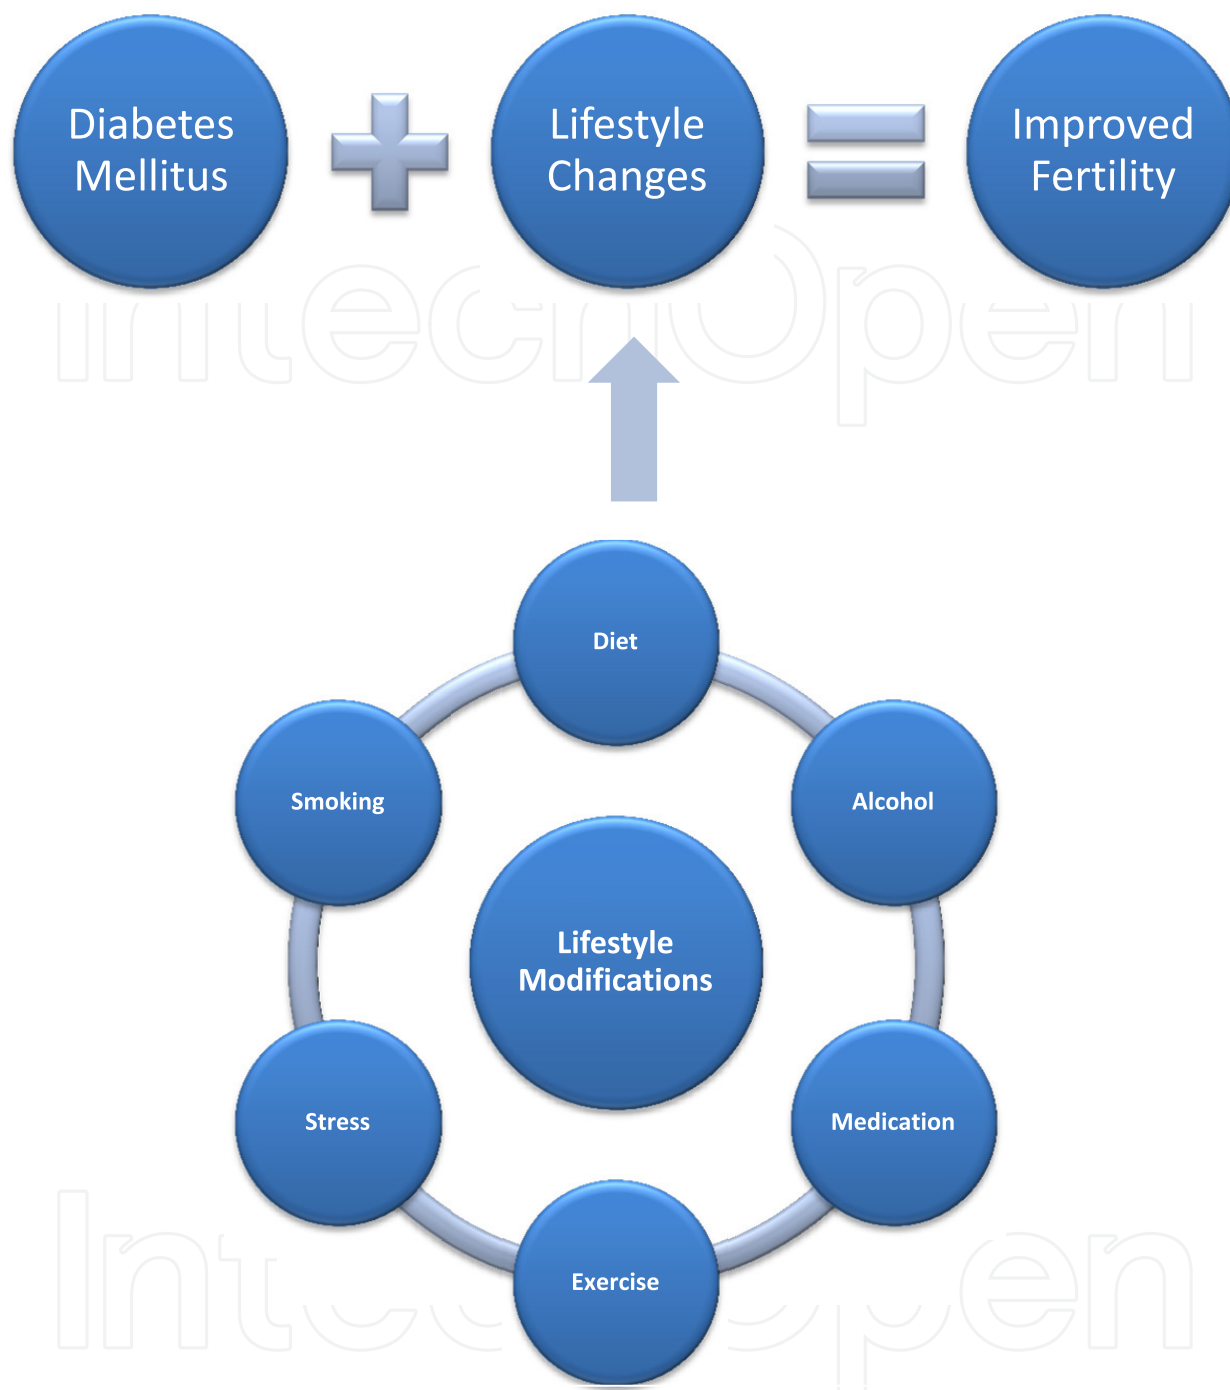 Diabetes
Mellitus
Lifestyle
Changes
Improved
Fertility
IntechOpen
Diet
Smoking
Alcohol
Lifestyle
Modifications
Stress
Medication
Exercise
IntechOpen